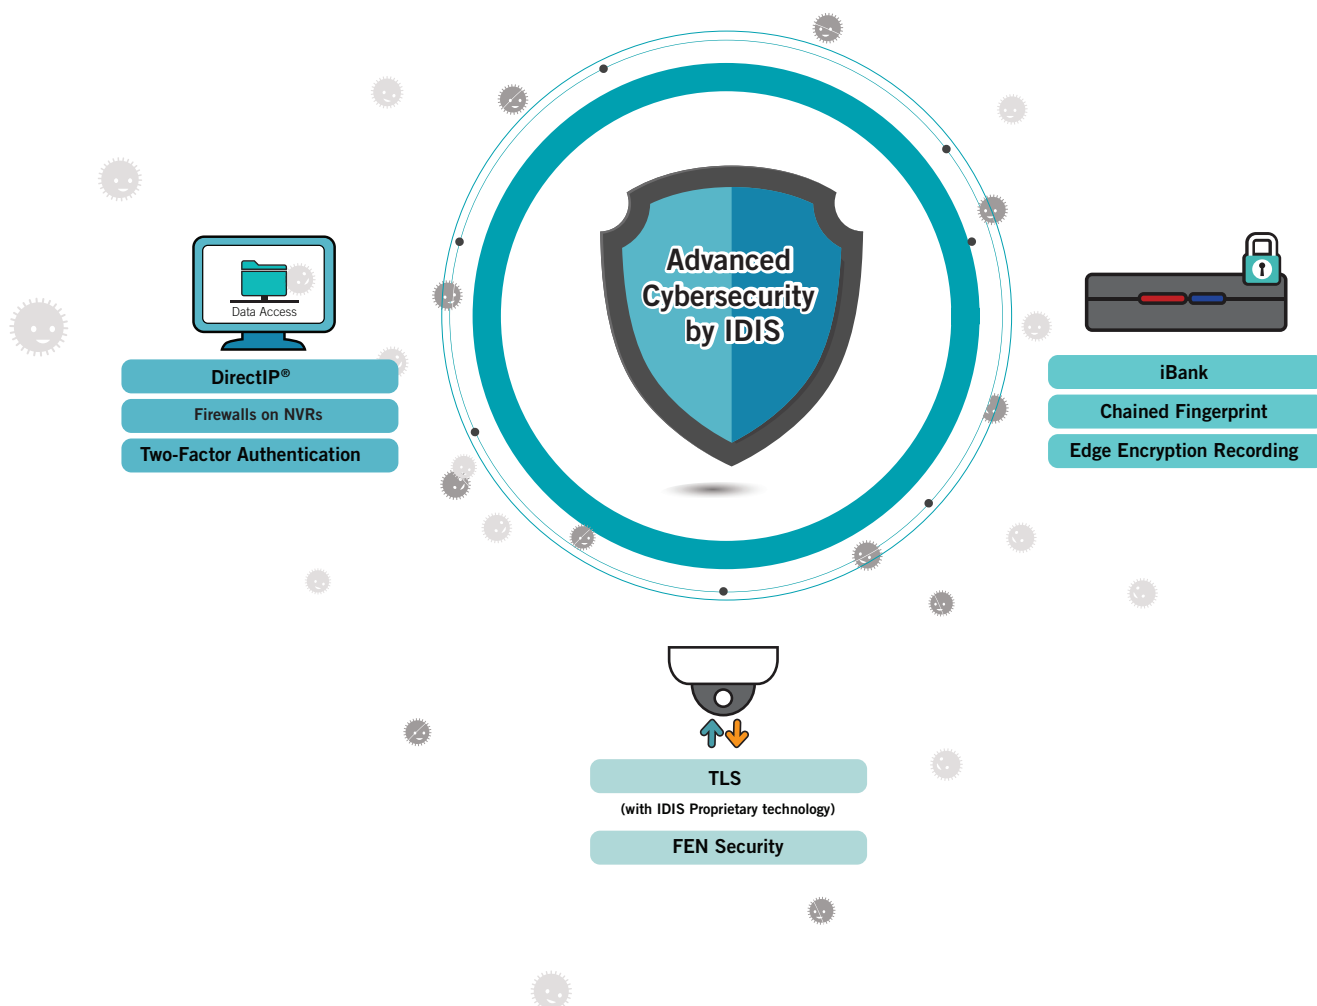 Advanced
Cybersecurity
by IDIS
Data Access
DirectIP®
Firewalls on NVRs
Two-Factor Authentication
iBank
Chained Fingerprint
Edge Encryption Recording
TLS
(with IDIS Proprietary technology)
FEN Security